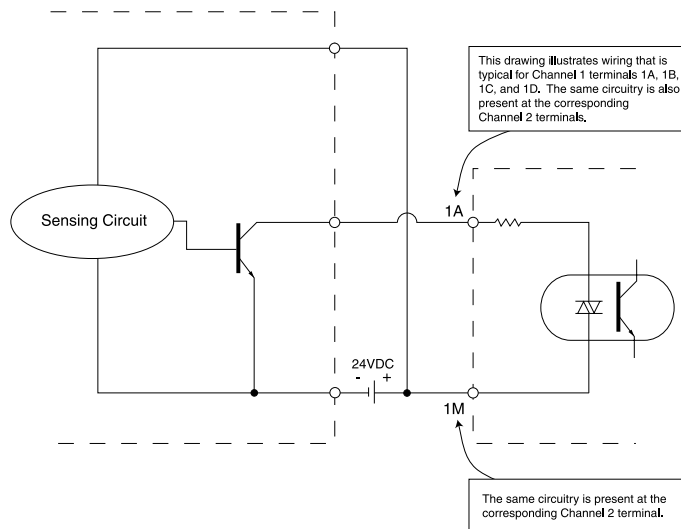 This drawing illustrates wiring that is
typical for Channel 1 terminals 1A, 1B,
1C, and 1D. The same circuitry is also
present at the corresponding
Channel 2 terminals.
1A
Sensing Circuit
24VDC
- +
1M
The same circuitry is present at the
corresponding Channel 2 terminal.